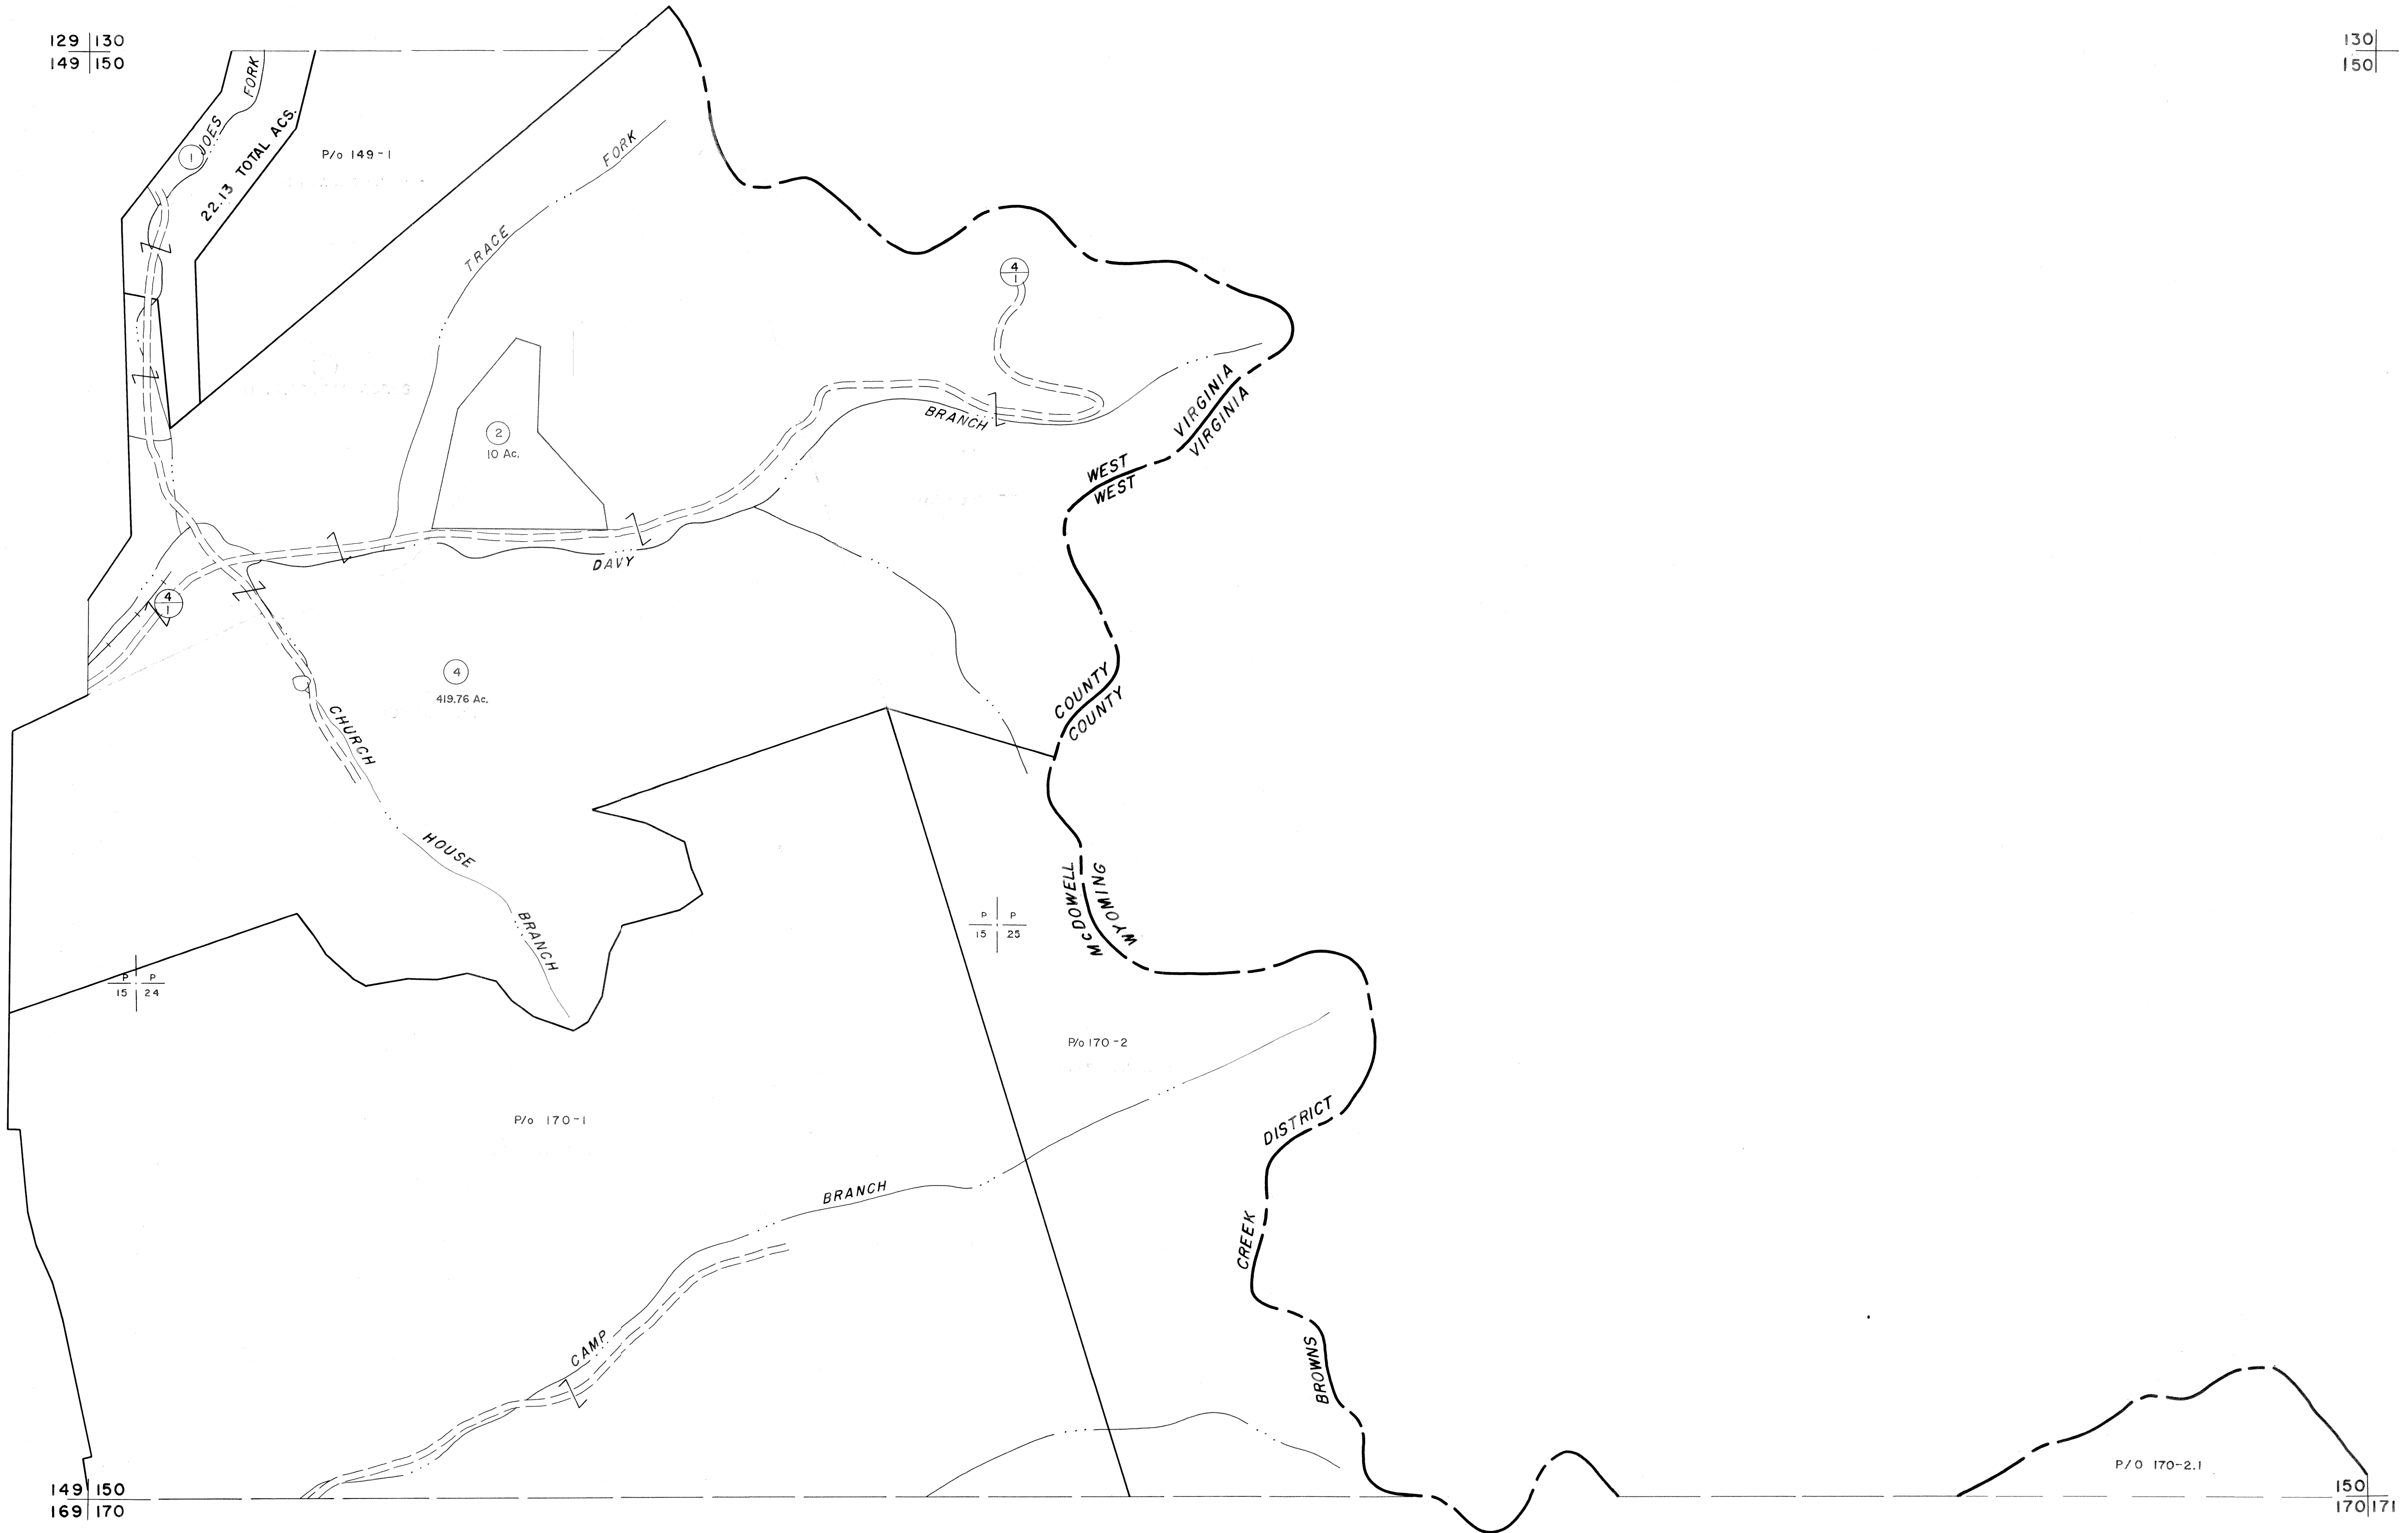 129 130
149 150
130
150
JOES FORK
1
22.13 TOTAL ACS.
P/o 149-1
TRACE FORK
4
1
2
10 Ac.
BRANCH
DAVY
WEST VIRGINIA
WEST VIRGINIA
4
1
4
419.76 Ac.
COUNTY
COUNTY
CHURCH
HOUSE
BRANCH
McDOWELL
WYOMING
P P
15 25
P P
15 24
P/o 170-2
P/o 170-1
DISTRICT
CREEK
BROWNS
BRANCH
CAMP
P/O 170-2.1
149 150
169 170
150
170 171